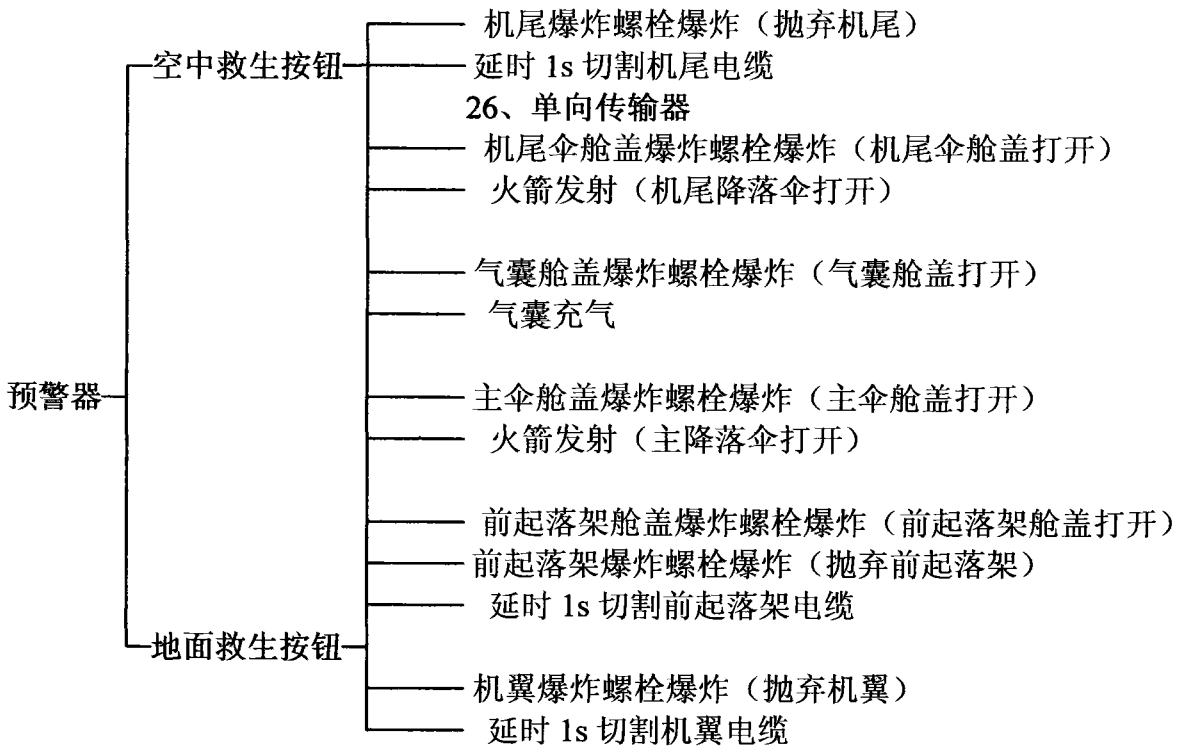 机尾爆炸螺栓爆炸（抛弃机尾）
空中救生按钮
延时 1s 切割机尾电缆
26、单向传输器
机尾伞舱盖爆炸螺栓爆炸（机尾伞舱盖打开）
火箭发射（机尾降落伞打开）
气囊舱盖爆炸螺栓爆炸（气囊舱盖打开）
气囊充气
预警器
主伞舱盖爆炸螺栓爆炸（主伞舱盖打开）
火箭发射（主降落伞打开）
前起落架舱盖爆炸螺栓爆炸（前起落架舱盖打开）
前起落架爆炸螺栓爆炸（抛弃前起落架）
延时 1s 切割前起落架电缆
地面救生按钮
机翼爆炸螺栓爆炸（抛弃机翼）
延时 1s 切割机翼电缆